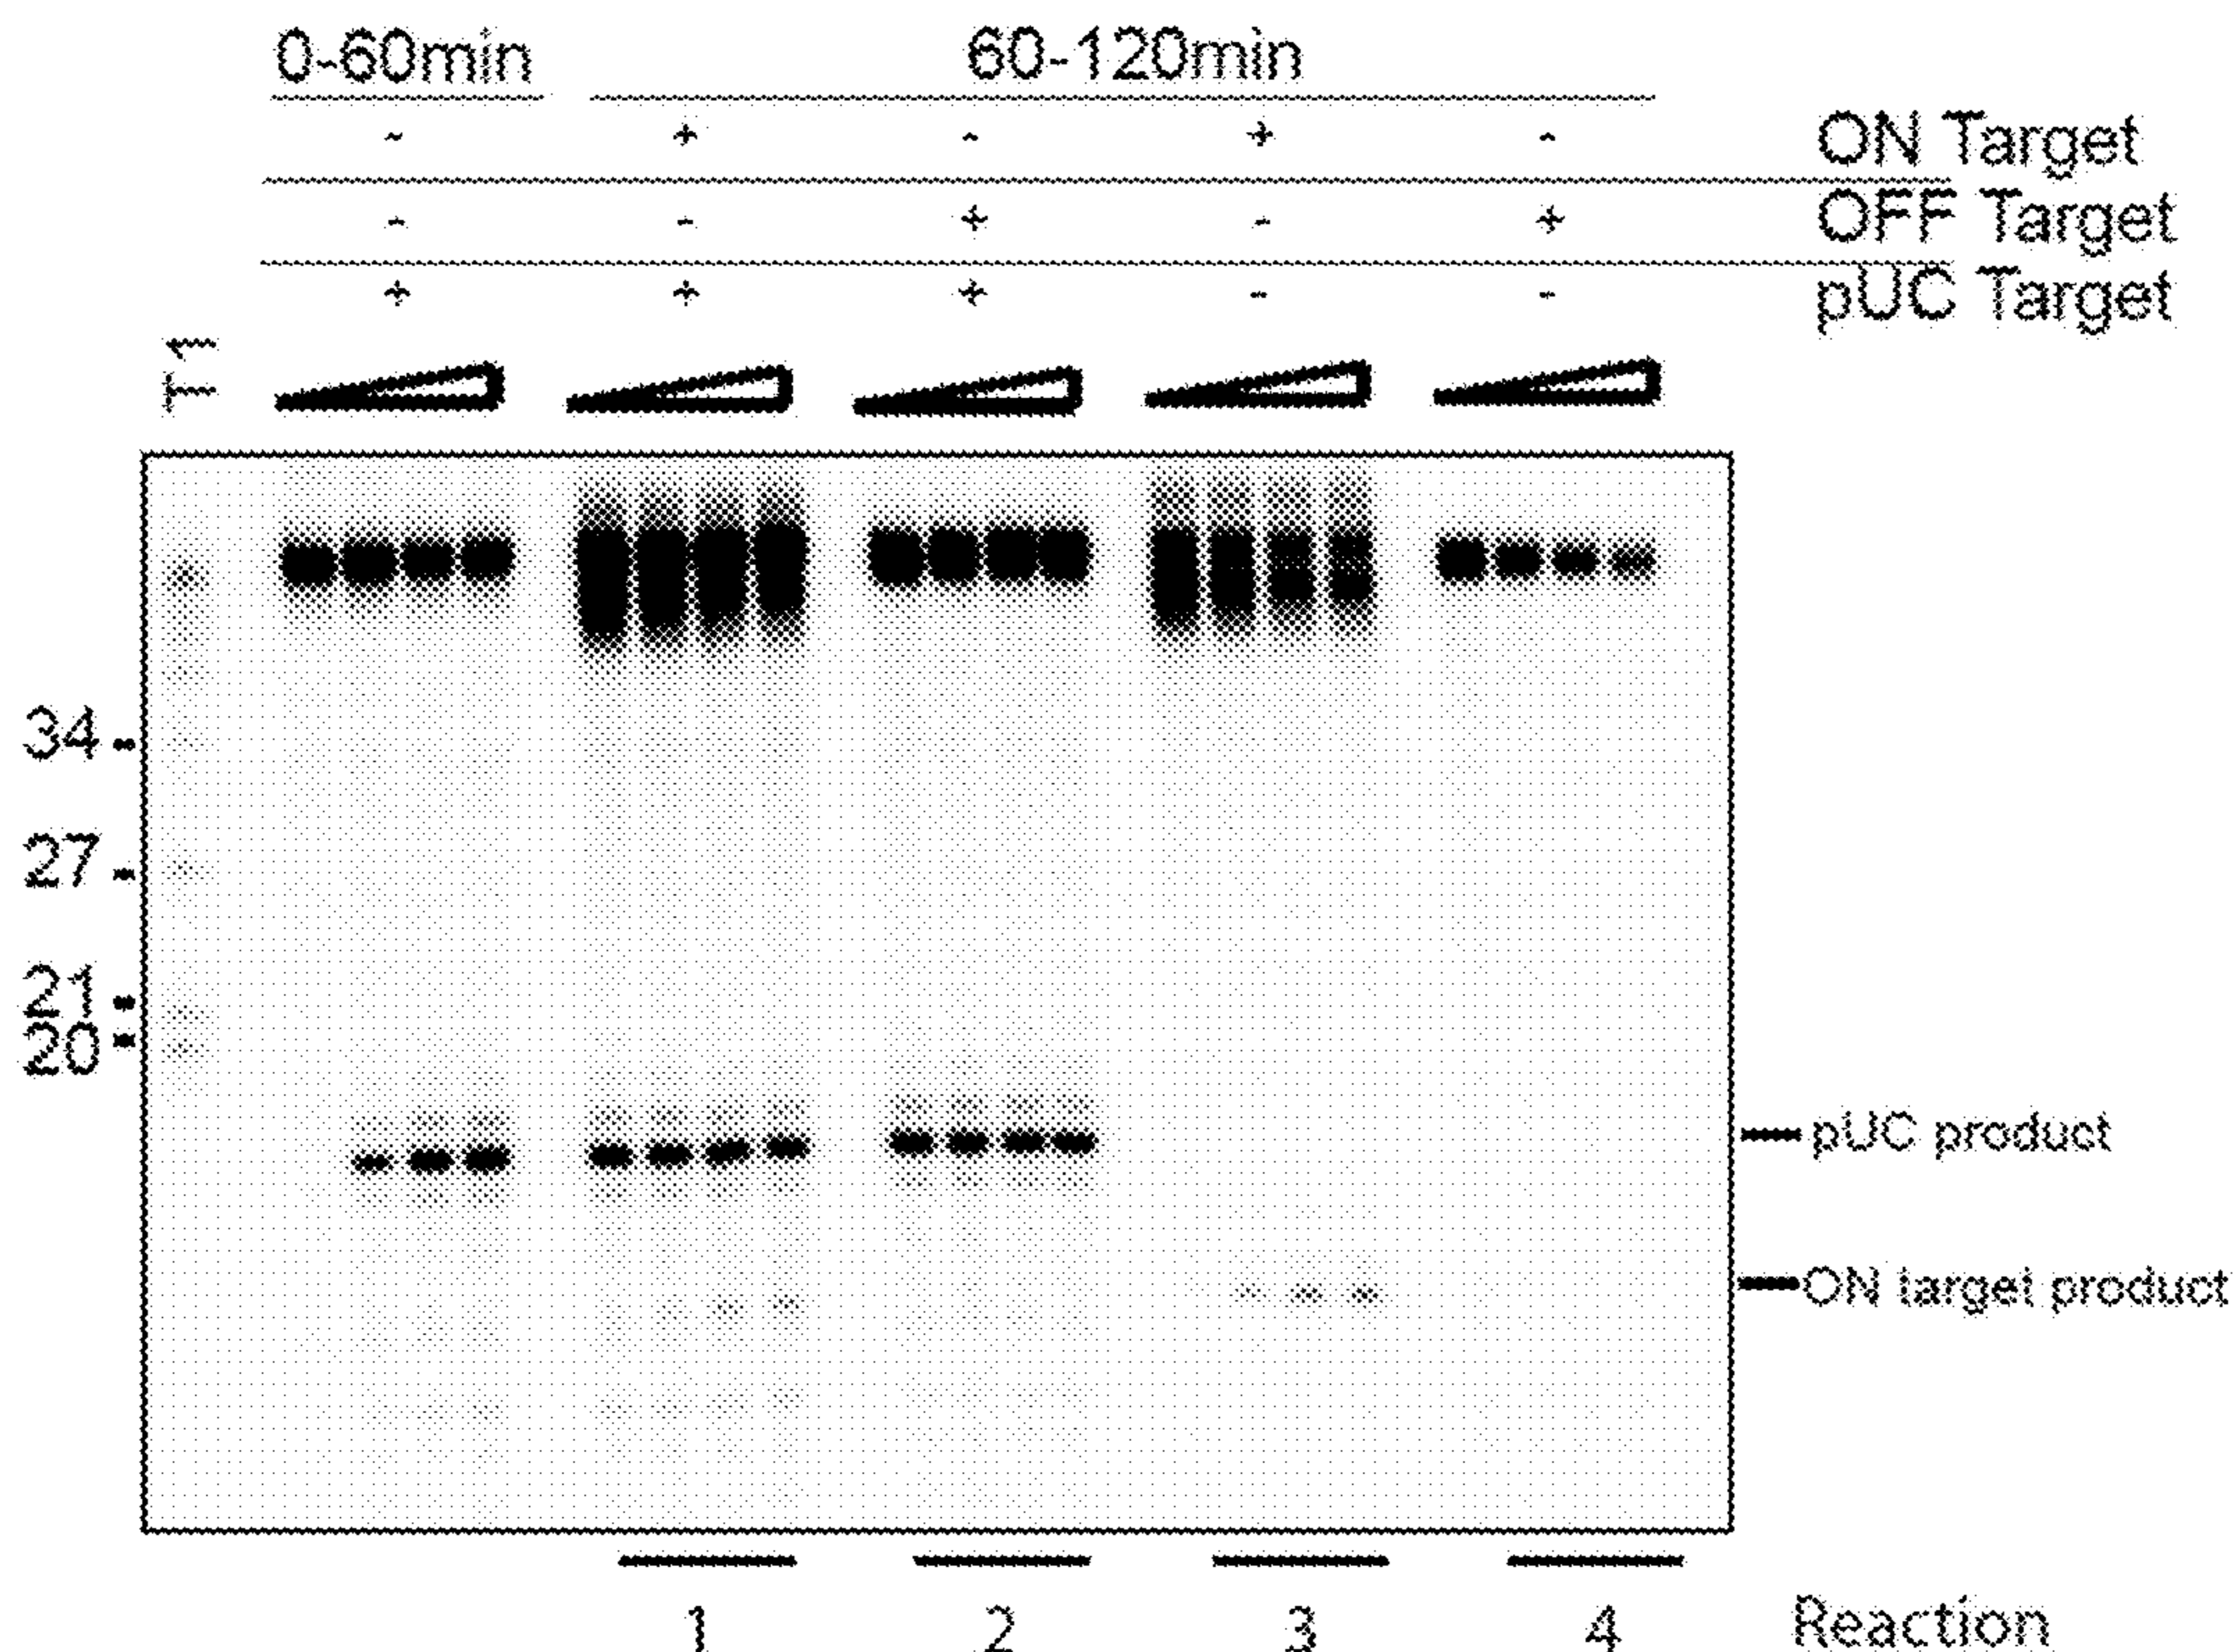 0-60min 60-120min
- + - + - ON Target
- - + - + OFF Target
+ + + - - pUC Target
T1
34
27
21
20
pUC product
ON target product
1 2 3 4 Reaction